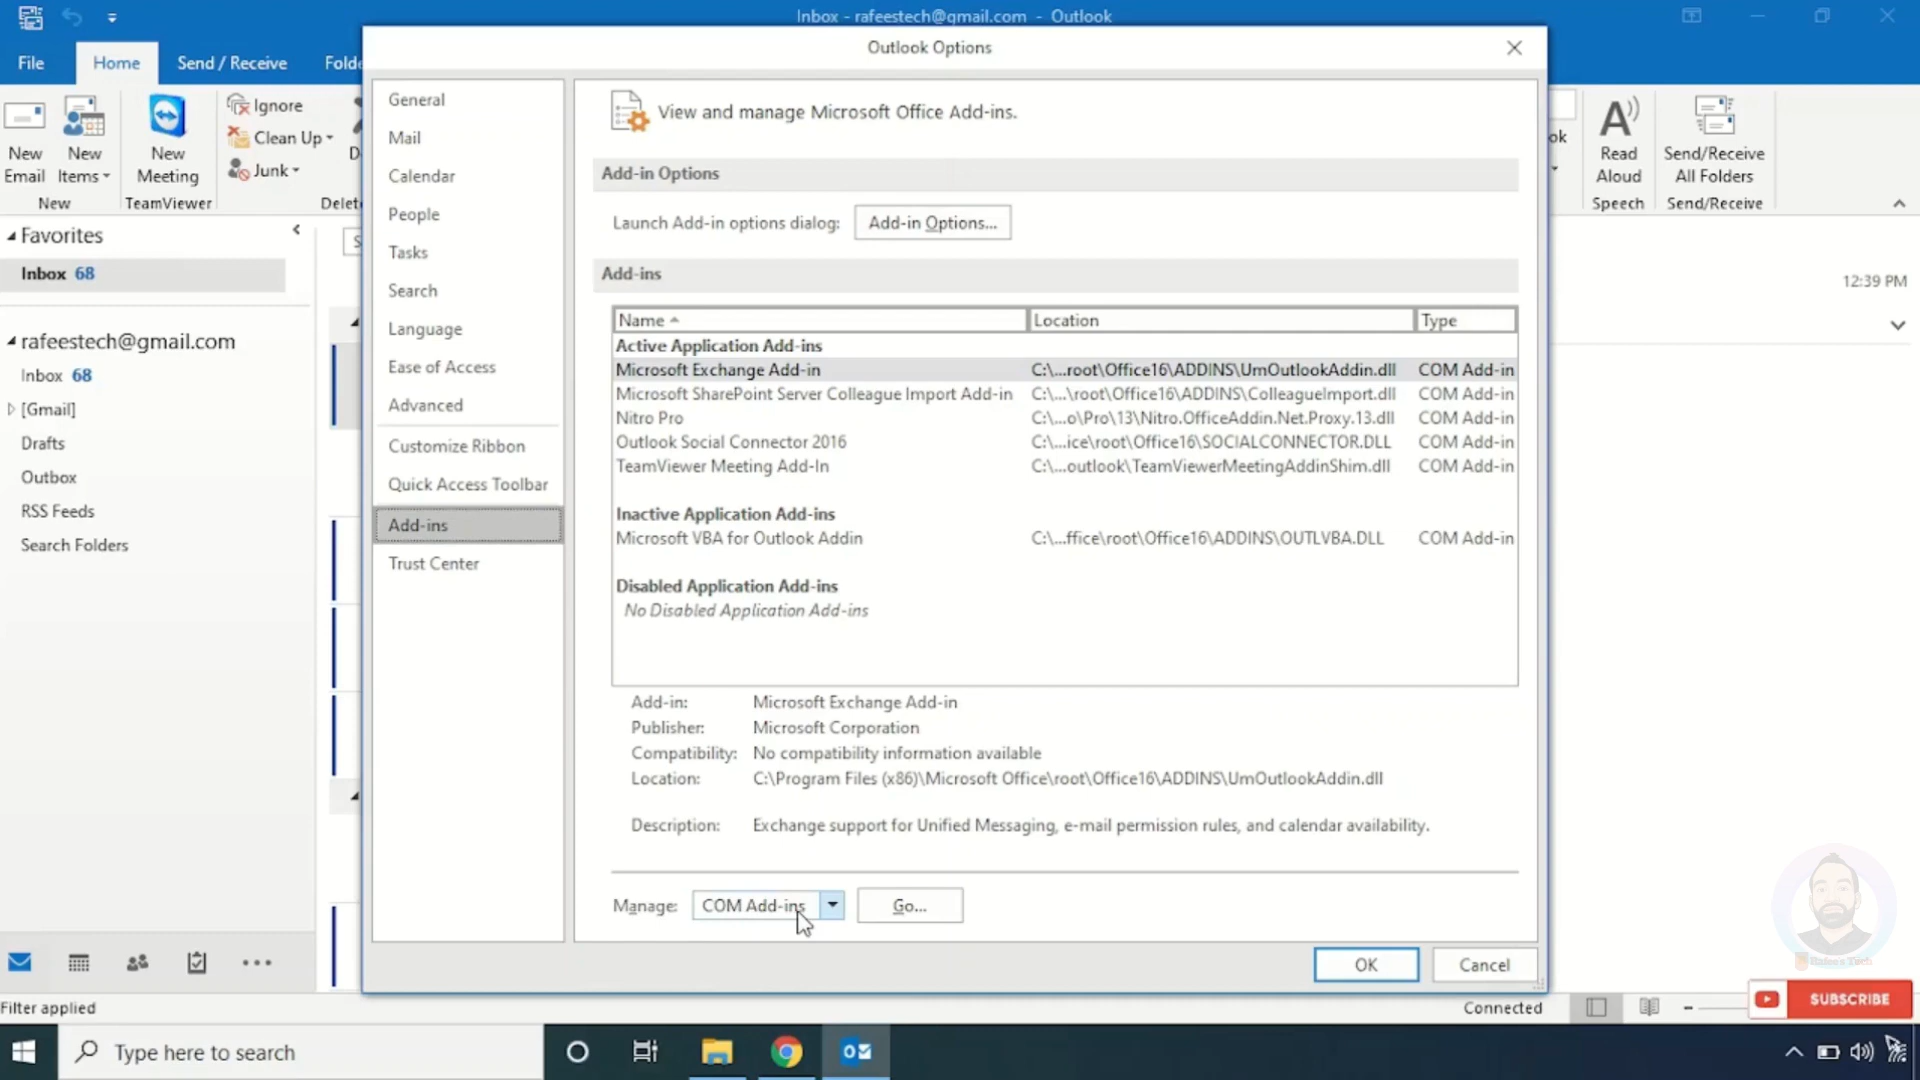 Inbox - rafeestech@gmail.com - Outlook
File
Home
Send / Receive
Folde
New Email
New Items
New
New Meeting
TeamViewer
Ignore
Clean Up
Junk
D
Delet
ok
Read Aloud
Speech
Send/Receive All Folders
Send/Receive
Favorites
Inbox 68
rafeestech@gmail.com
Inbox 68
[Gmail]
Drafts
Outbox
RSS Feeds
Search Folders
S
12:39 PM
Outlook Options
General
Mail
Calendar
People
Tasks
Search
Language
Ease of Access
Advanced
Customize Ribbon
Quick Access Toolbar
Add-ins
Trust Center
View and manage Microsoft Office Add-ins.
Add-in Options
Launch Add-in options dialog: Add-in Options...
Add-ins
Name Location Type
Active Application Add-ins
Microsoft Exchange Add-in C:\...root\Office16\ADDINS\UmOutlookAddin.dll COM Add-in
Microsoft SharePoint Server Colleague Import Add-in C:\...\root\Office16\ADDINS\ColleagueImport.dll COM Add-in
Nitro Pro C:\...o\Pro\13\Nitro.OfficeAddin.Net.Proxy.13.dll COM Add-in
Outlook Social Connector 2016 C:\...ice\root\Office16\SOCIALCONNECTOR.DLL COM Add-in
TeamViewer Meeting Add-In C:\...outlook\TeamViewerMeetingAddinShim.dll COM Add-in
Inactive Application Add-ins
Microsoft VBA for Outlook Addin C:\...ffice\root\Office16\ADDINS\OUTLVBA.DLL COM Add-in
Disabled Application Add-ins
No Disabled Application Add-ins
Add-in: Microsoft Exchange Add-in
Publisher: Microsoft Corporation
Compatibility: No compatibility information available
Location: C:\Program Files (x86)\Microsoft Office\root\Office16\ADDINS\UmOutlookAddin.dll
Description: Exchange support for Unified Messaging, e-mail permission rules, and calendar availability.
Manage: COM Add-ins Go...
OK Cancel
Rafee's Tech
Filter applied
Connected
SUBSCRIBE
Type here to search